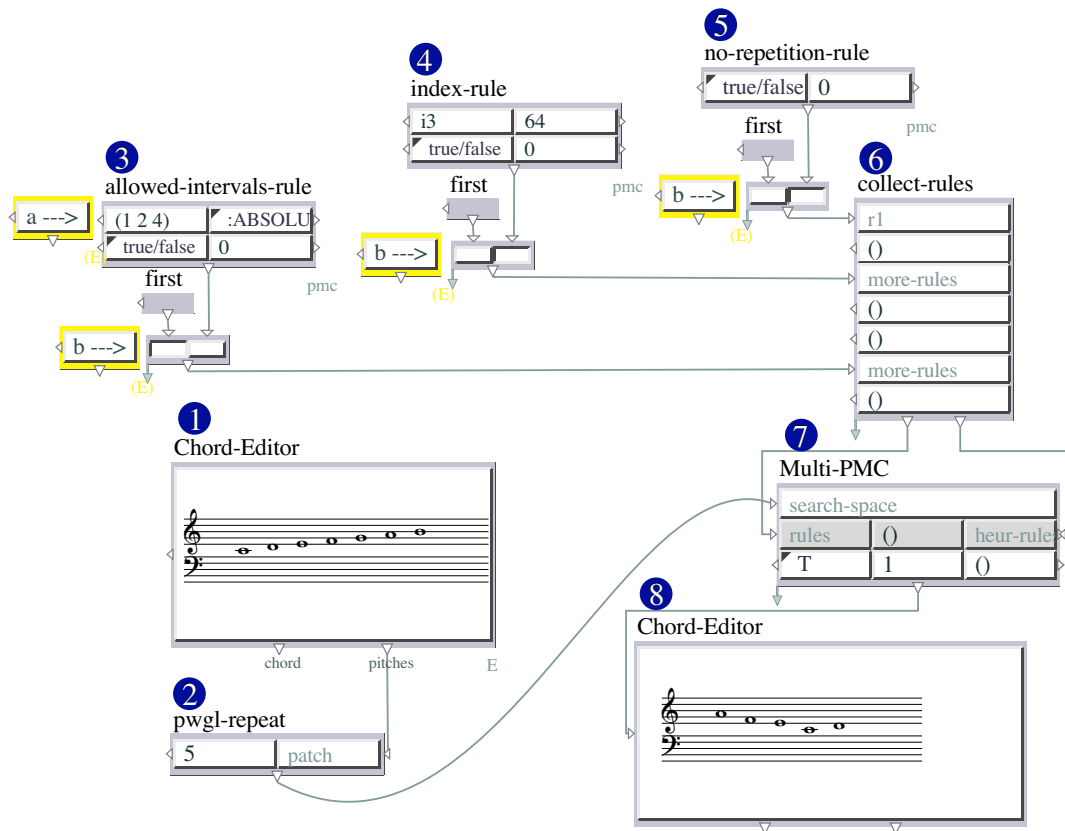 5
no-repetition-rule
true/false 0
pmc
4
index-rule
i3 64
true/false 0
pmc
first
b --->
(E)
3
allowed-intervals-rule
a --->
(1 2 4) :ABSOLU
true/false 0
(E)
pmc
first
b --->
(E)
first
b --->
(E)
6
collect-rules
r1
()
more-rules
()
()
more-rules
()
1
Chord-Editor
chord pitches E
2
pwgl-repeat
5 patch
7
Multi-PMC
search-space
rules () heur-rules
T 1 ()
8
Chord-Editor